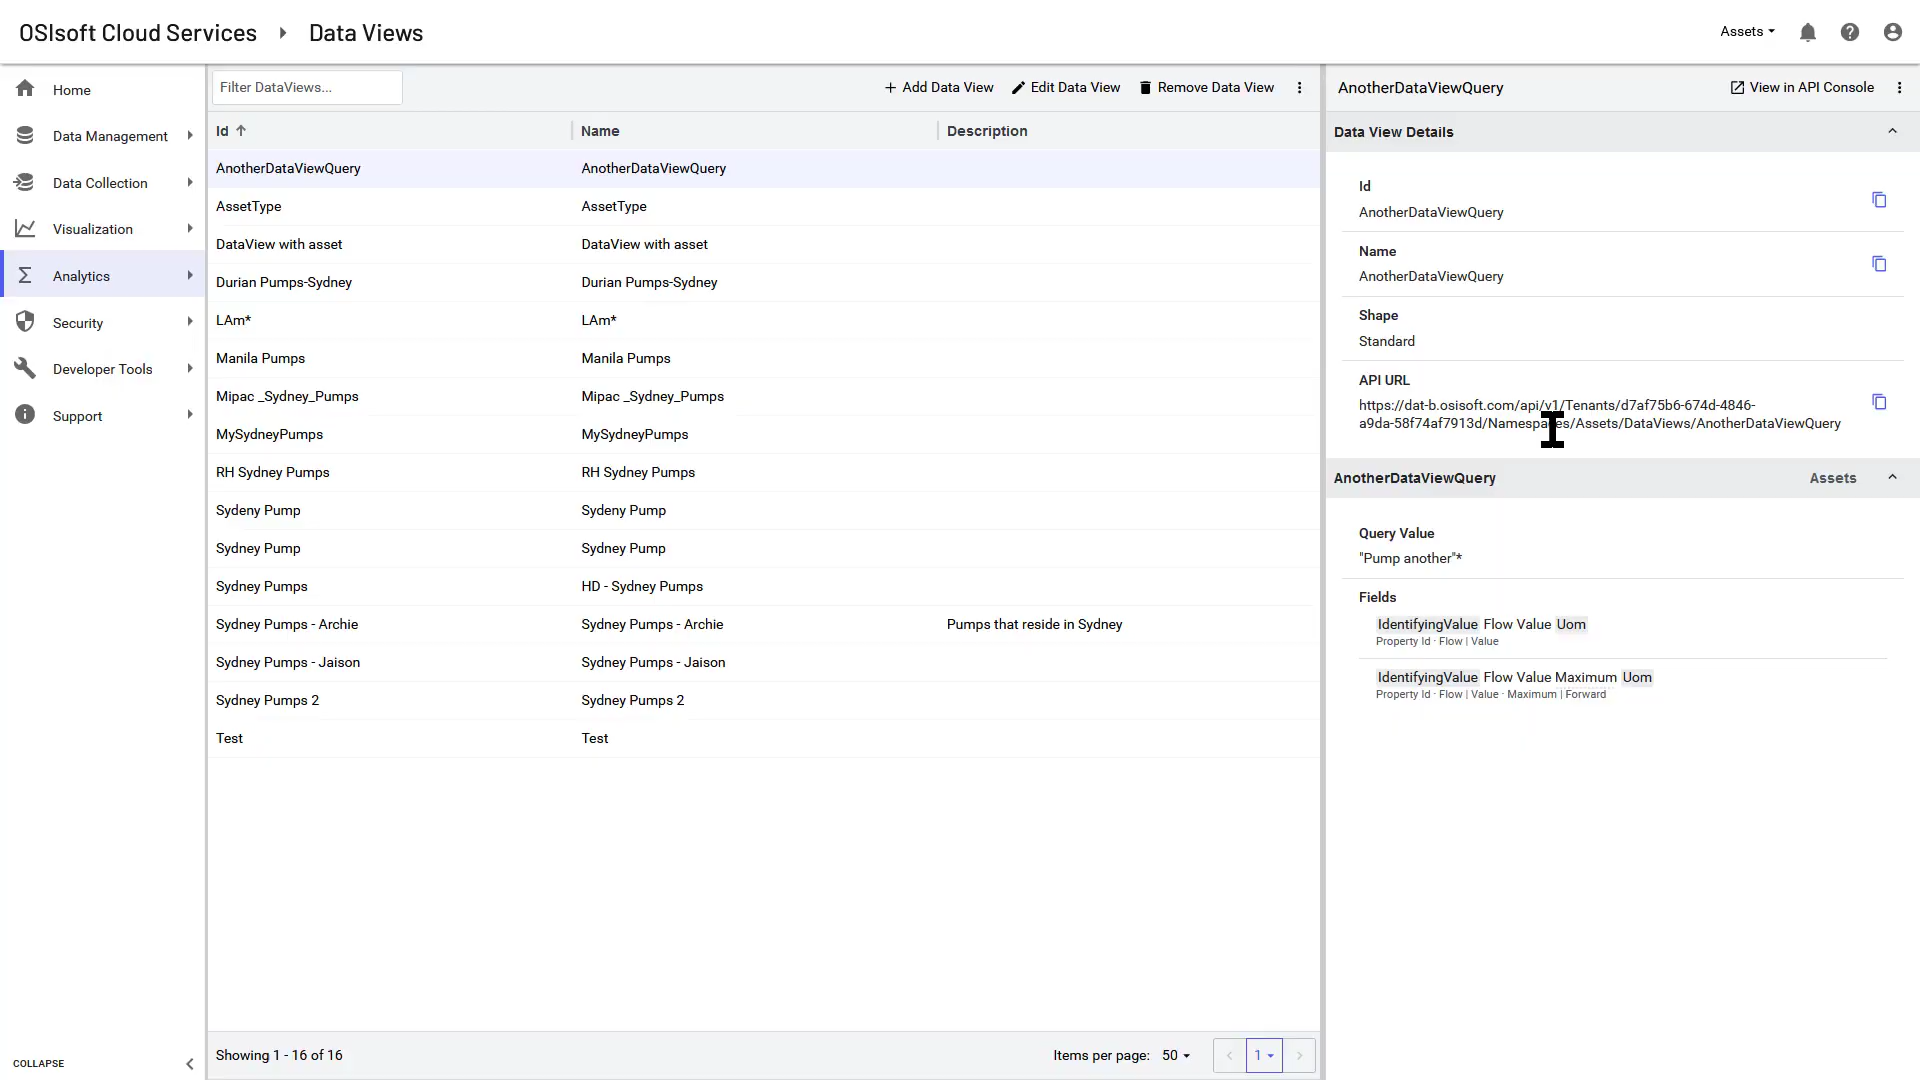 OSIsoft Cloud Services Data Views
Assets
Home
Data Management
Data Collection
Visualization
Analytics
Security
Developer Tools
Support
COLLAPSE
Filter DataViews...
Add Data View Edit Data View Remove Data View
Id Name Description
AnotherDataViewQuery AnotherDataViewQuery
AssetType AssetType
DataView with asset DataView with asset
Durian Pumps-Sydney Durian Pumps-Sydney
LAm* LAm*
Manila Pumps Manila Pumps
Mipac _Sydney_Pumps Mipac _Sydney_Pumps
MySydneyPumps MySydneyPumps
RH Sydney Pumps RH Sydney Pumps
Sydeny Pump Sydeny Pump
Sydney Pump Sydney Pump
Sydney Pumps HD - Sydney Pumps
Sydney Pumps - Archie Sydney Pumps - Archie Pumps that reside in Sydney
Sydney Pumps - Jaison Sydney Pumps - Jaison
Sydney Pumps 2 Sydney Pumps 2
Test Test
Showing 1 - 16 of 16 Items per page: 50 1
AnotherDataViewQuery View in API Console
Data View Details
Id
AnotherDataViewQuery
Name
AnotherDataViewQuery
Shape
Standard
API URL
https://dat-b.osisoft.com/api/v1/Tenants/d7af75b6-674d-4846-
a9da-58f74af7913d/Namespaces/Assets/DataViews/AnotherDataViewQuery
AnotherDataViewQuery Assets
Query Value
"Pump another"*
Fields
IdentifyingValue Flow Value Uom
Property Id · Flow | Value
IdentifyingValue Flow Value Maximum Uom
Property Id · Flow | Value · Maximum | Forward